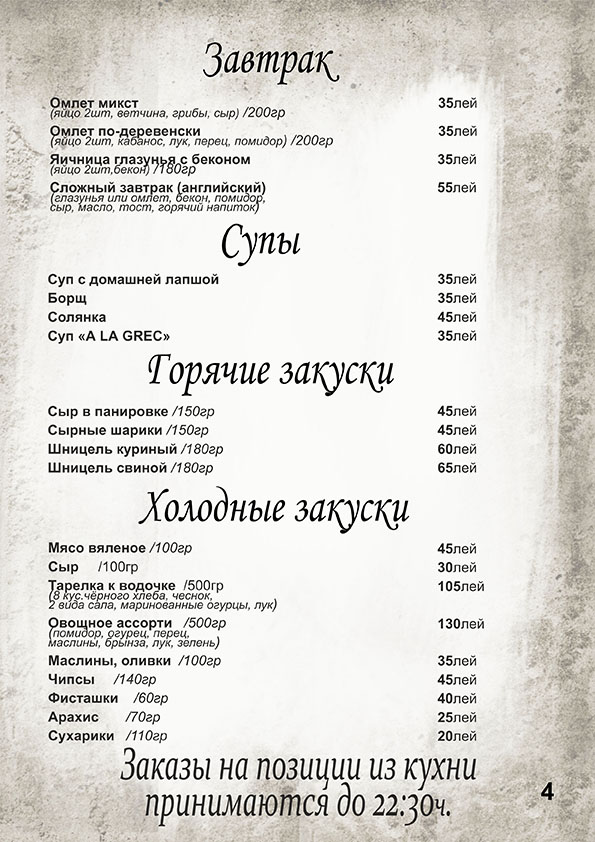 Завтрак
Омлет микст 35лей
(яйцо 2шт, ветчина, грибы, сыр) /200гр
Омлет по-деревенски 35лей
(яйцо 2шт, кабанос, лук, перец, помидор) /200гр
Яичница глазунья с беконом 35лей
(яйцо 2шт,бекон) /180гр
Сложный завтрак (английский) 55лей
(глазунья или омлет, бекон, помидор,
сыр, масло, тост, горячий напиток)
Супы
Суп с домашней лапшой 35лей
Борщ 35лей
Солянка 45лей
Суп «A LA GREC» 35лей
Горячие закуски
Сыр в панировке /150гр 45лей
Сырные шарики /150гр 45лей
Шницель куриный /180гр 60лей
Шницель свиной /180гр 65лей
Холодные закуски
Мясо вяленое /100гр 45лей
Сыр /100гр 30лей
Тарелка к водочке /500гр 105лей
(8 кус.чёрного хлеба, чеснок,
2 вида сала, маринованные огурцы, лук)
Овощное ассорти /500гр 130лей
(помидор, огурец, перец,
маслины, брынза, лук, зелень)
Маслины, оливки /100гр 35лей
Чипсы /140гр 45лей
Фисташки /60гр 40лей
Арахис /70гр 25лей
Сухарики /110гр 20лей
Заказы на позиции из кухни
принимаются до 22:30ч.
4